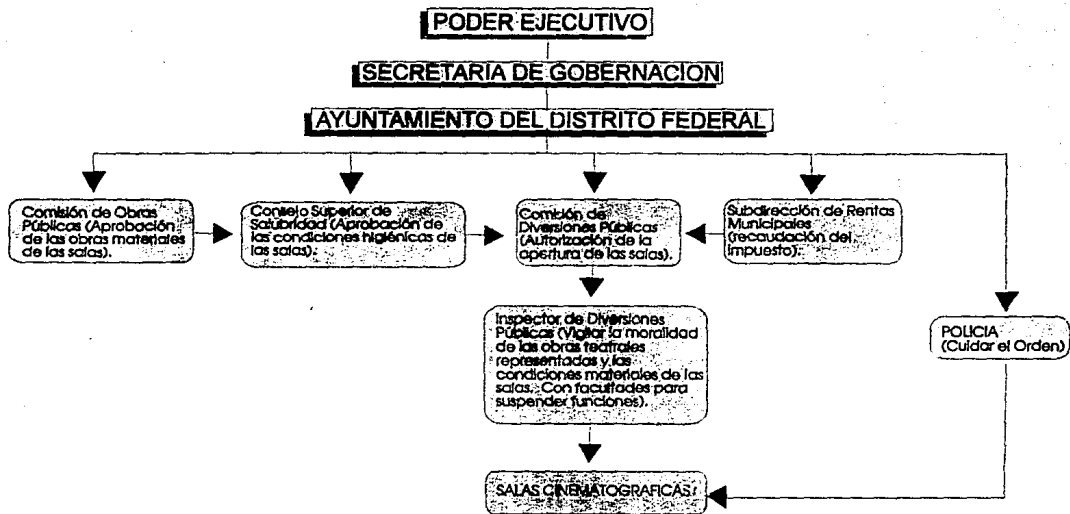 PODER EJECUTIVO
SECRETARIA DE GOBERNACION
AYUNTAMIENTO DEL DISTRITO FEDERAL
Comisión de Obras
Públicas (Aprobación
de las obras materiales
de las salas).
Consejo Superior de
Salubridad (Aprobación de
las condiciones higiénicas de
las salas).
Comisión de
Diversiones Públicas
(Autorización de la
apertura de las salas).
Subdirección de Rentas
Municipales
(recaudación del
impuesto).
Inspector de Diversiones
Públicas (Vigilar la moralidad
de las obras teatrales
representadas y las
condiciones materiales de las
salas. Con facultades para
suspender funciones).
POLICIA
(Cuidar el Orden)
SALAS CINEMATOGRAFICAS